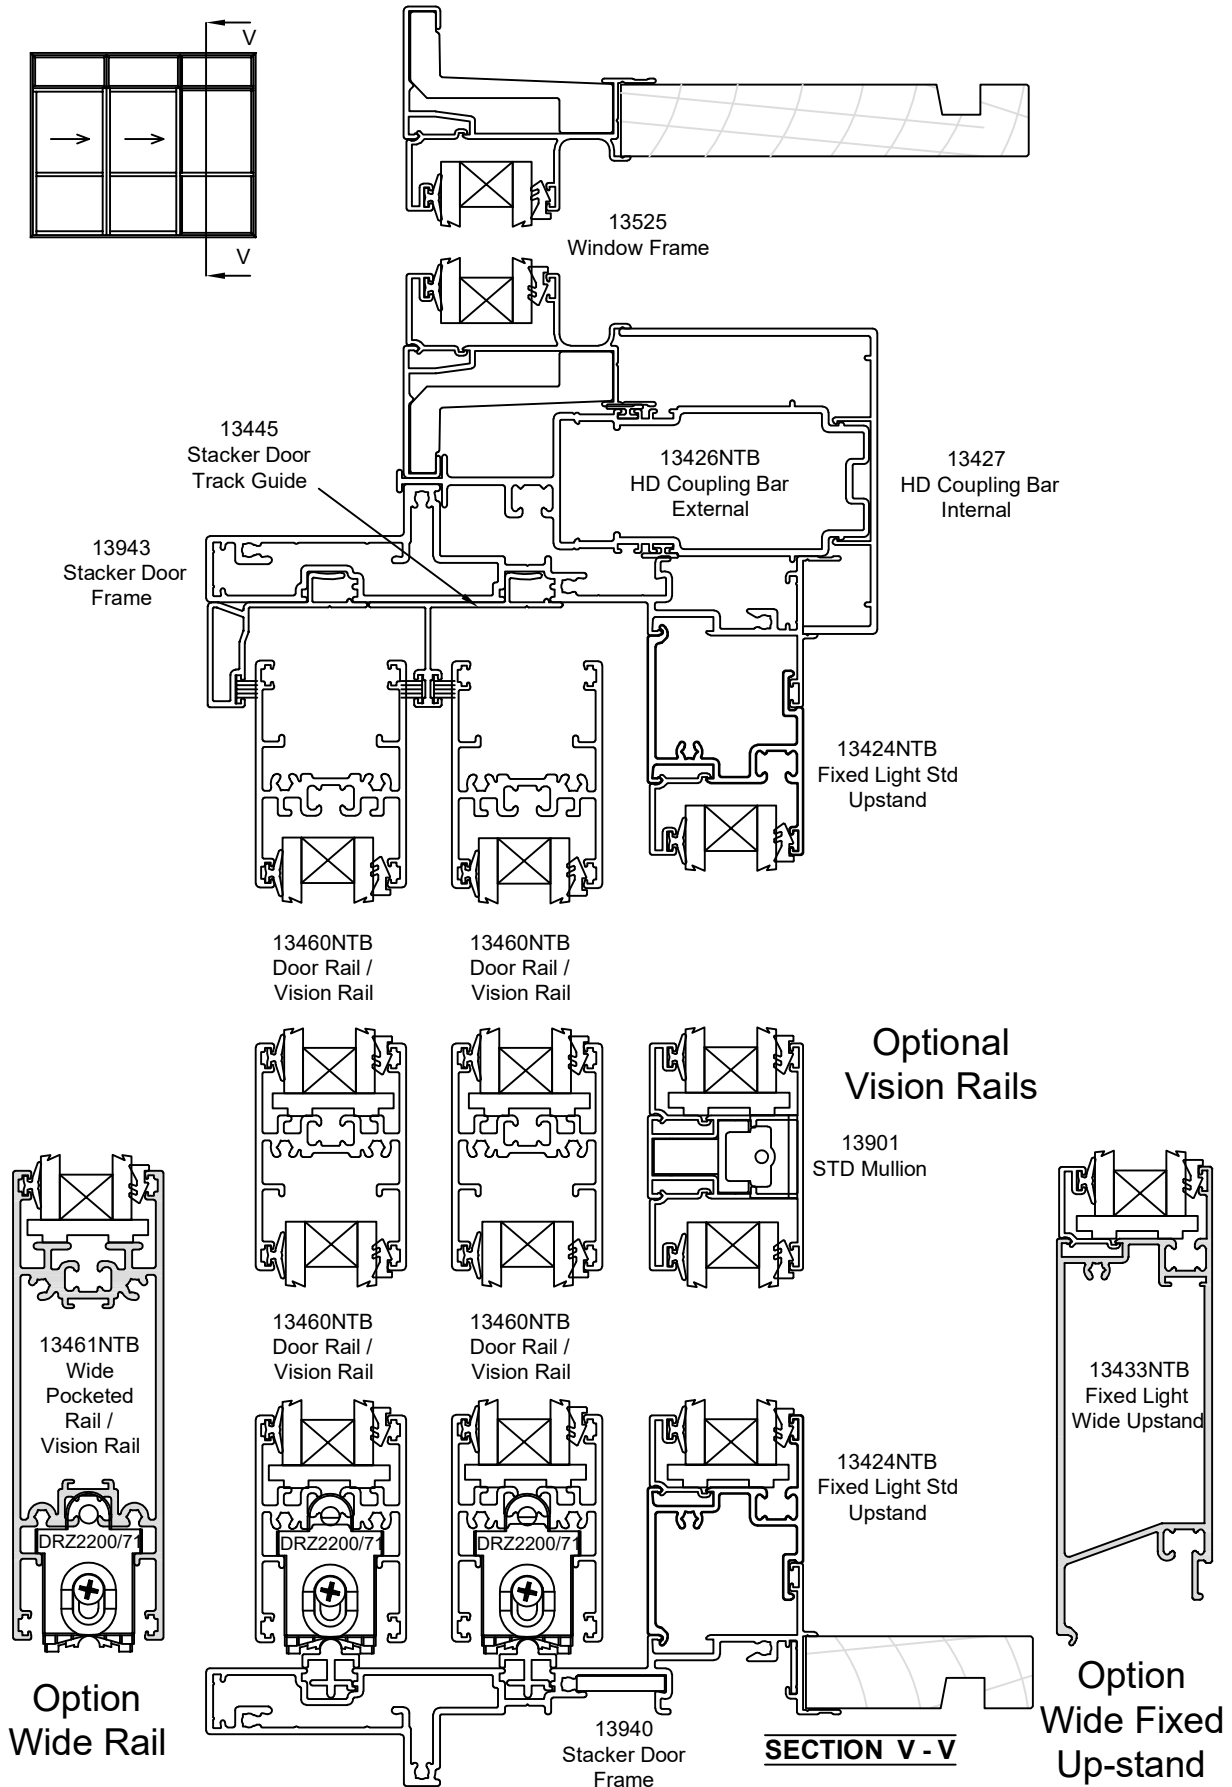 V
V
13525
Window Frame
13445
Stacker Door
Track Guide
13426NTB
HD Coupling Bar
External
13427
HD Coupling Bar
Internal
13943
Stacker Door
Frame
13424NTB
Fixed Light Std
Upstand
13460NTB
Door Rail /
Vision Rail
13460NTB
Door Rail /
Vision Rail
Optional
Vision Rails
13901
STD Mullion
13460NTB
Door Rail /
Vision Rail
13460NTB
Door Rail /
Vision Rail
13461NTB
Wide
Pocketed
Rail /
Vision Rail
13433NTB
Fixed Light
Wide Upstand
13424NTB
Fixed Light Std
Upstand
DRZ2200/71
DRZ2200/71
DRZ2200/71
Option
Wide Rail
13940
Stacker Door
Frame
SECTION V - V
Option
Wide Fixed
Up-stand